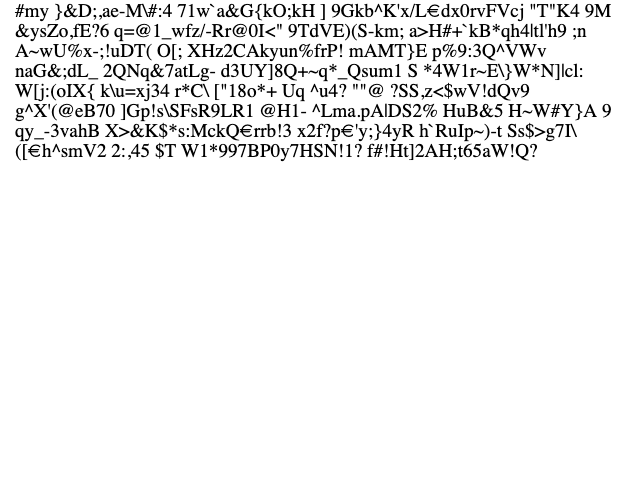 #my }&D;,ae-M\#:4 71w`a&G{kO;kH ] 9Gkb^K'x/L€dx0rvFVcj "T"K4 9M
&ysZo,fE?6 q=@1_wfz/-Rr@0I<" 9TdVE)(S-km; a>H#+`kB*qh4ltl'h9 ;n
A~wU%x-;!uDT( O[; XHz2CAkyun%frP! mAMT}E p%9:3Q^VWv
naG&;dL_ 2QNq&7atLg- d3UY]8Q+~q*_Qsum1 S *4W1r~E\}W*N]|cl:
W[j:(oIX{ k\u=xj34 r*C\ ["18o*+ Uq ^u4? ""@ ?SS,z<$wV!dQv9
g^X'(@eB70 ]Gp!s\SFsR9LR1 @H1- ^Lma.pA|DS2% HuB&5 H~W#Y}A 9
qy_-3vahB X>&K$*s:MckQ€rrb!3 x2f?p€'y;}4yR h`RuIp~)-t Ss$>g7I\
([€h^smV2 2:,45 $T W1*997BP0y7HSN!1? f#!Ht]2AH;t65aW!Q?